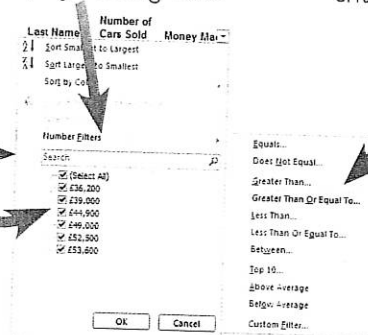 Number of
Last Name Cars Sold Money Ma
Sort Smallest to Largest
Sort Largest to Smallest
Sort by Co
Number Filters
Search
(Select All)
£36,200
£39,000
£44,900
£49,000
£52,500
£53,600
OK Cancel
Equals...
Does Not Equal...
Greater Than...
Greater Than Or Equal To...
Less Than...
Less Than Or Equal To...
Between...
Top 10...
Above Average
Below Average
Custom Filter...